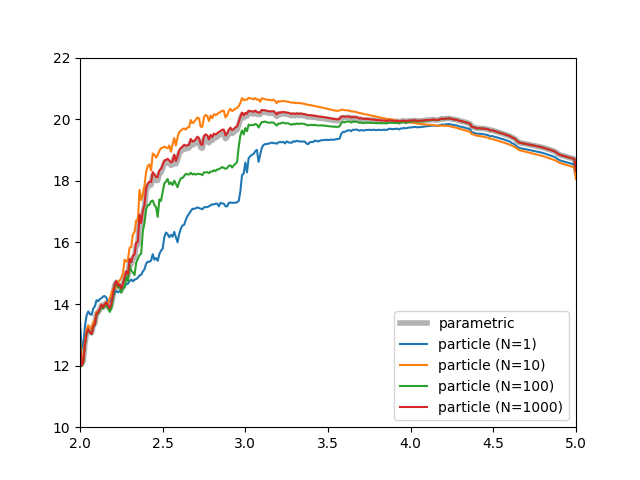 22
20
18
16
14
12
10
2.0 2.5 3.0 3.5 4.0 4.5 5.0
parametric
particle (N=1)
particle (N=10)
particle (N=100)
particle (N=1000)